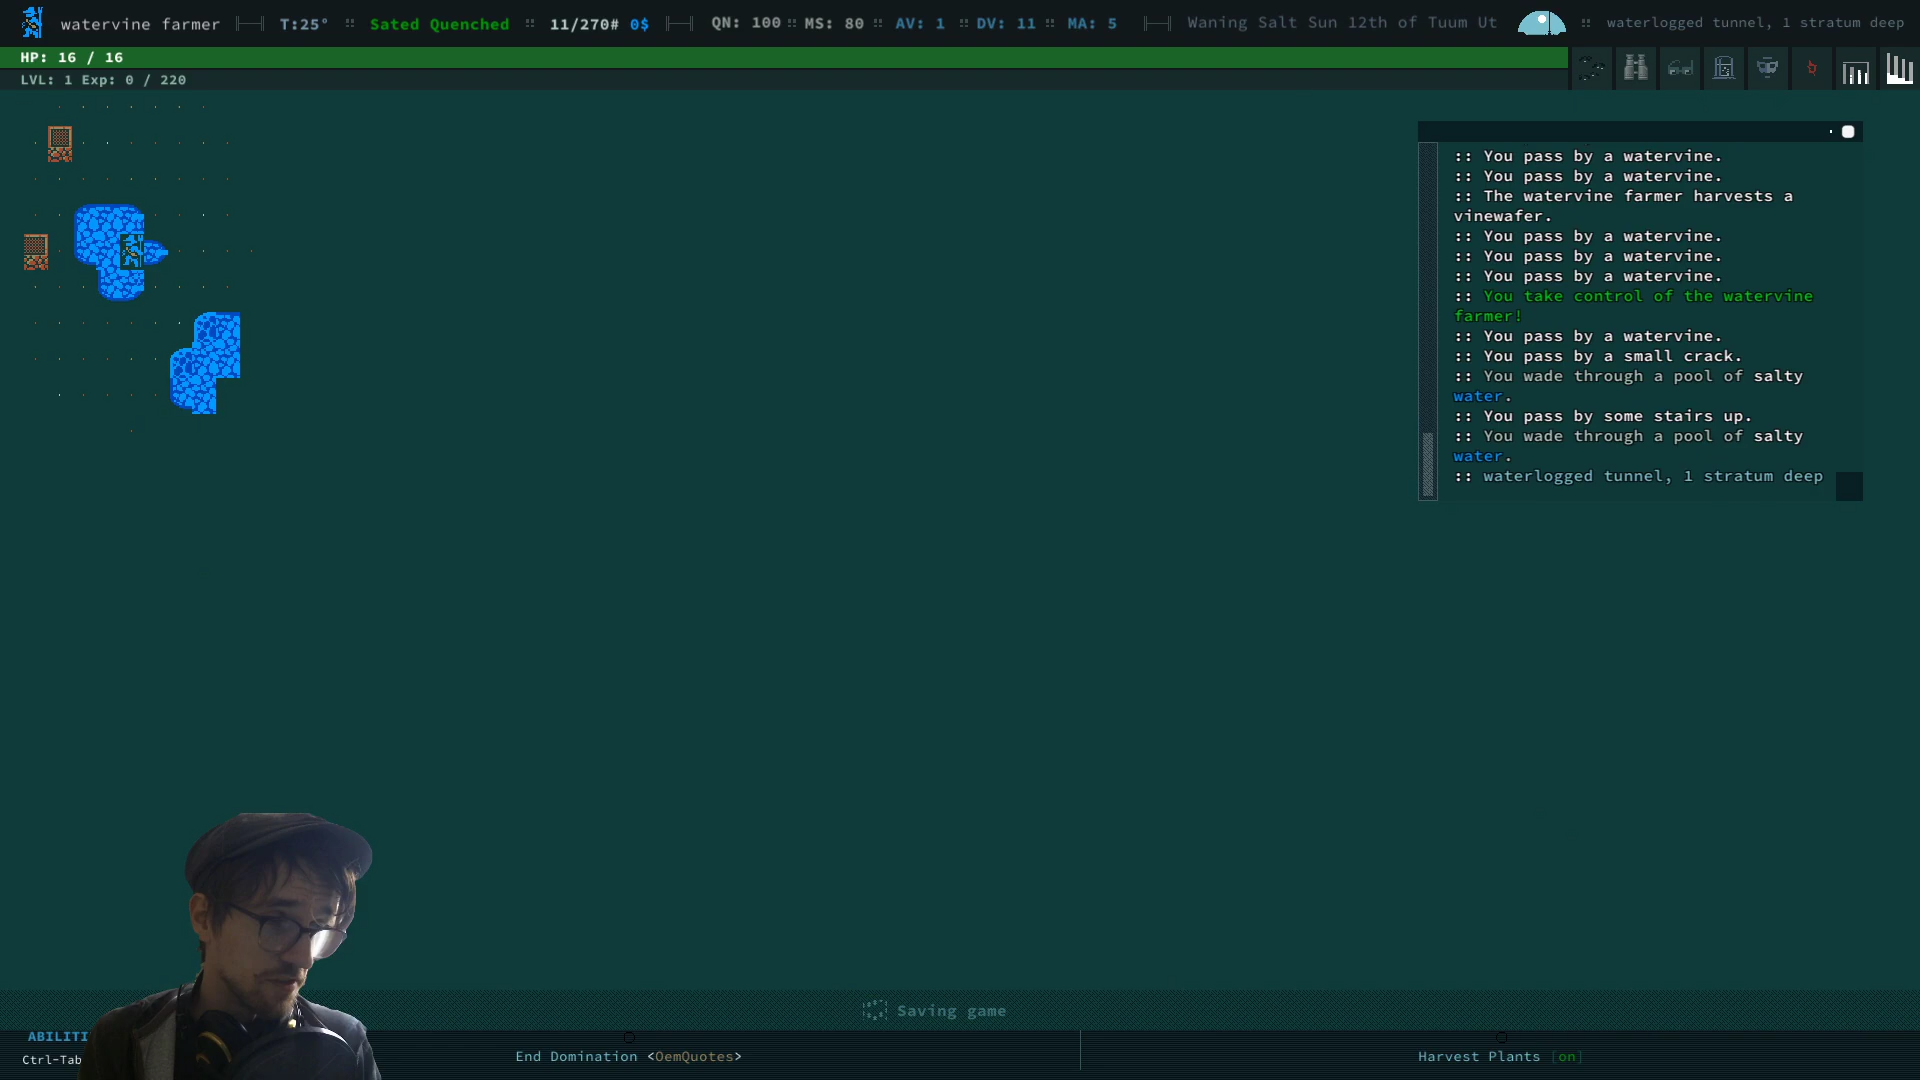 watervine farmer T:25° :: Sated Quenched :: 11/270# 0$ QN: 100 :: MS: 80 :: AV: 1 :: DV: 11 :: MA: 5 Waning Salt Sun 12th of Tuum Ut :: waterlogged tunnel, 1 stratum deep
HP: 16 / 16
LVL: 1 Exp: 0 / 220
:: You pass by a watervine.
:: You pass by a watervine.
:: The watervine farmer harvests a
vinewafer.
:: You pass by a watervine.
:: You pass by a watervine.
:: You pass by a watervine.
:: You take control of the watervine
farmer!
:: You pass by a watervine.
:: You pass by a small crack.
:: You wade through a pool of salty
water.
:: You pass by some stairs up.
:: You wade through a pool of salty
water.
:: waterlogged tunnel, 1 stratum deep
Saving game
ABILITI
Ctrl-Tab
End Domination <OemQuotes>
Harvest Plants [on]